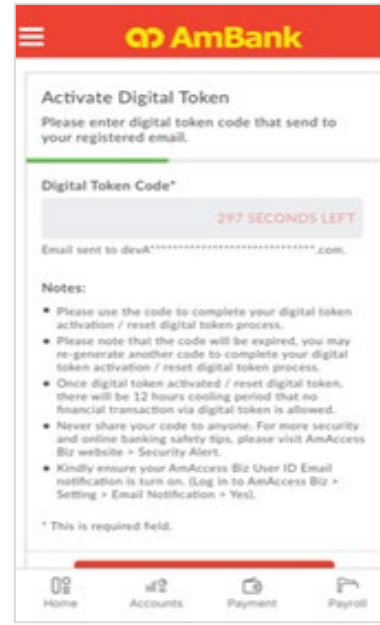 AmBank
Activate Digital Token
Please enter digital token code that send to
your registered email.
Digital Token Code*
297 SECONDS LEFT
Email sent to devA******************************.com.
Notes:
• Please use the code to complete your digital token
activation / reset digital token process.
• Please note that the code will be expired, you may
re-generate another code to complete your digital
token activation / reset digital token process.
• Once digital token activated / reset digital token,
there will be 12 hours cooling period that no
financial transaction via digital token is allowed.
• Never share your code to anyone. For more security
and online banking safety tips, please visit AmAccess
Biz website > Security Alert.
• Kindly ensure your AmAccess Biz User ID Email
notification is turn on. (Log in to AmAccess Biz >
Setting > Email Notification > Yes).
* This is required field.
Home Accounts Payment Payroll